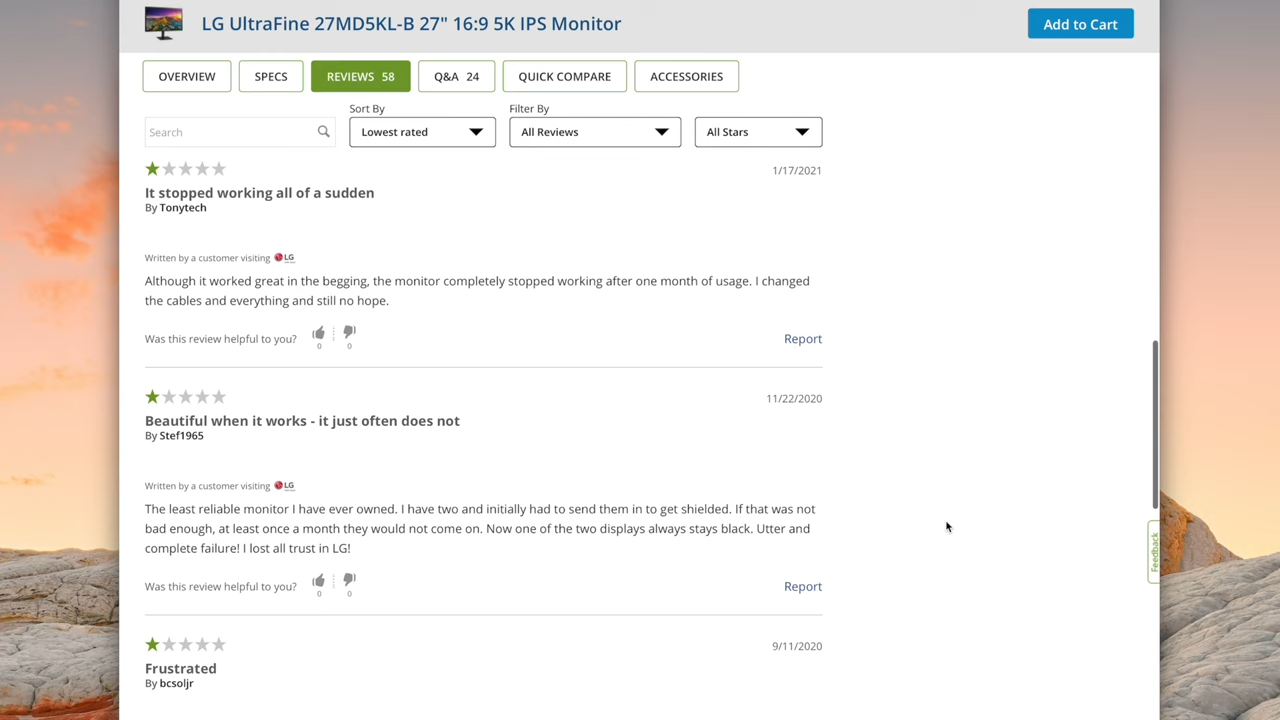 LG UltraFine 27MD5KL-B 27" 16:9 5K IPS Monitor
Add to Cart
OVERVIEW
SPECS
REVIEWS 58
Q&A 24
QUICK COMPARE
ACCESSORIES
Sort By
Filter By
Search
Lowest rated
All Reviews
All Stars
1/17/2021
It stopped working all of a sudden
By Tonytech
Written by a customer visiting LG
Although it worked great in the begging, the monitor completely stopped working after one month of usage. I changed
the cables and everything and still no hope.
Was this review helpful to you?
0
0
Report
11/22/2020
Beautiful when it works - it just often does not
By Stef1965
Written by a customer visiting LG
The least reliable monitor I have ever owned. I have two and initially had to send them in to get shielded. If that was not
bad enough, at least once a month they would not come on. Now one of the two displays always stays black. Utter and
complete failure! I lost all trust in LG!
Was this review helpful to you?
0
0
Report
Feedback
9/11/2020
Frustrated
By bcsoljr